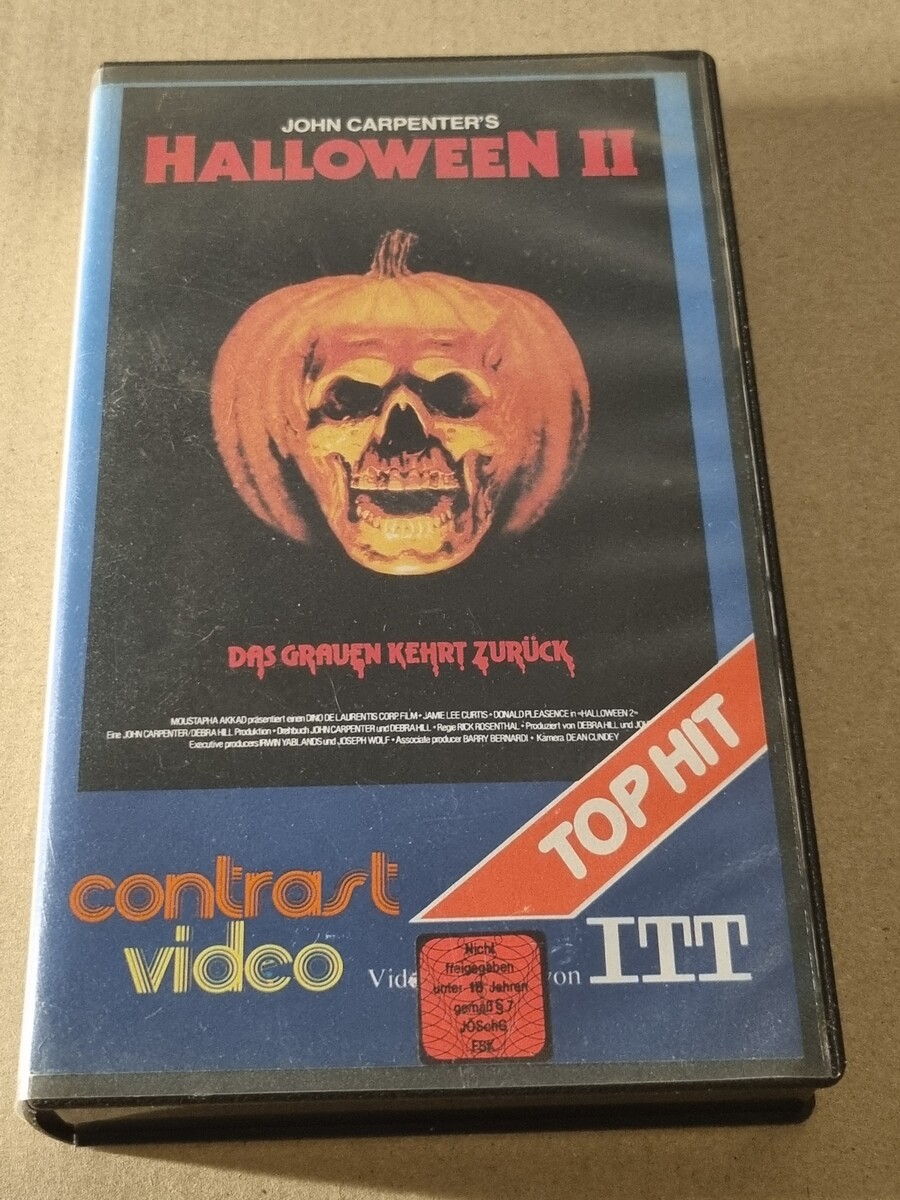 JOHN CARPENTER'S
HALLOWEEN II
DAS GRAUEN KEHRT ZURÜCK
MOUSTAPHA AKKAD präsentiert einen DINO DE LAURENTIS CORP. FILM • JAMIE LEE CURTIS • DONALD PLEASENCE in »HALLOWEEN 2«
Eine JOHN CARPENTER/DEBRA HILL Produktion • Drehbuch JOHN CARPENTER und DEBRA HILL • Regie RICK ROSENTHAL • Produziert von DEBRA HILL und
Executive producers IRWIN YABLANDS und JOSEPH WOLF • Associate producer BARRY BERNARDI • Kamera DEAN CUNDEY
TOP HIT
contrast
video
von ITT
Nicht
freigegeben
unter 18 Jahren
gemäß § 7
JÖSchG
FSK